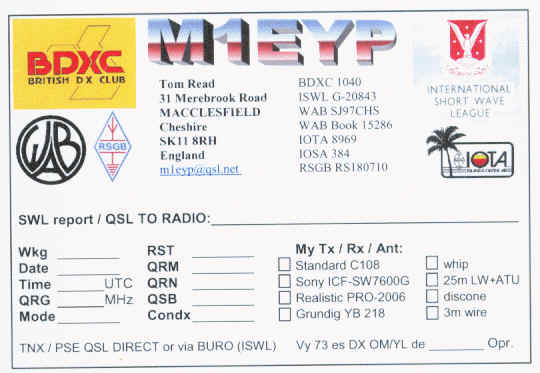 BDXC
BRITISH DX CLUB
M1EYP
INTERNATIONAL
SHORT WAVE
LEAGUE
Tom Read
31 Merebrook Road
MACCLESFIELD
Cheshire
SK11 8RH
England
m1eyp@qsl.net
BDXC 1040
ISWL G-20843
WAB SJ97CHS
WAB Book 15286
IOTA 8969
IOSA 384
RSGB RS180710
WAB
RSGB
IOTA
SWL report / QSL TO RADIO:
Wkg
Date
Time UTC
QRG MHz
Mode
RST
QRM
QRN
QSB
Condx
My Tx / Rx / Ant:
Standard C108
Sony ICF-SW7600G
Realistic PRO-2006
Grundig YB 218
whip
25m LW+ATU
discone
3m wire
TNX / PSE QSL DIRECT or via BURO (ISWL) Vy 73 es DX OM/YL de Opr.